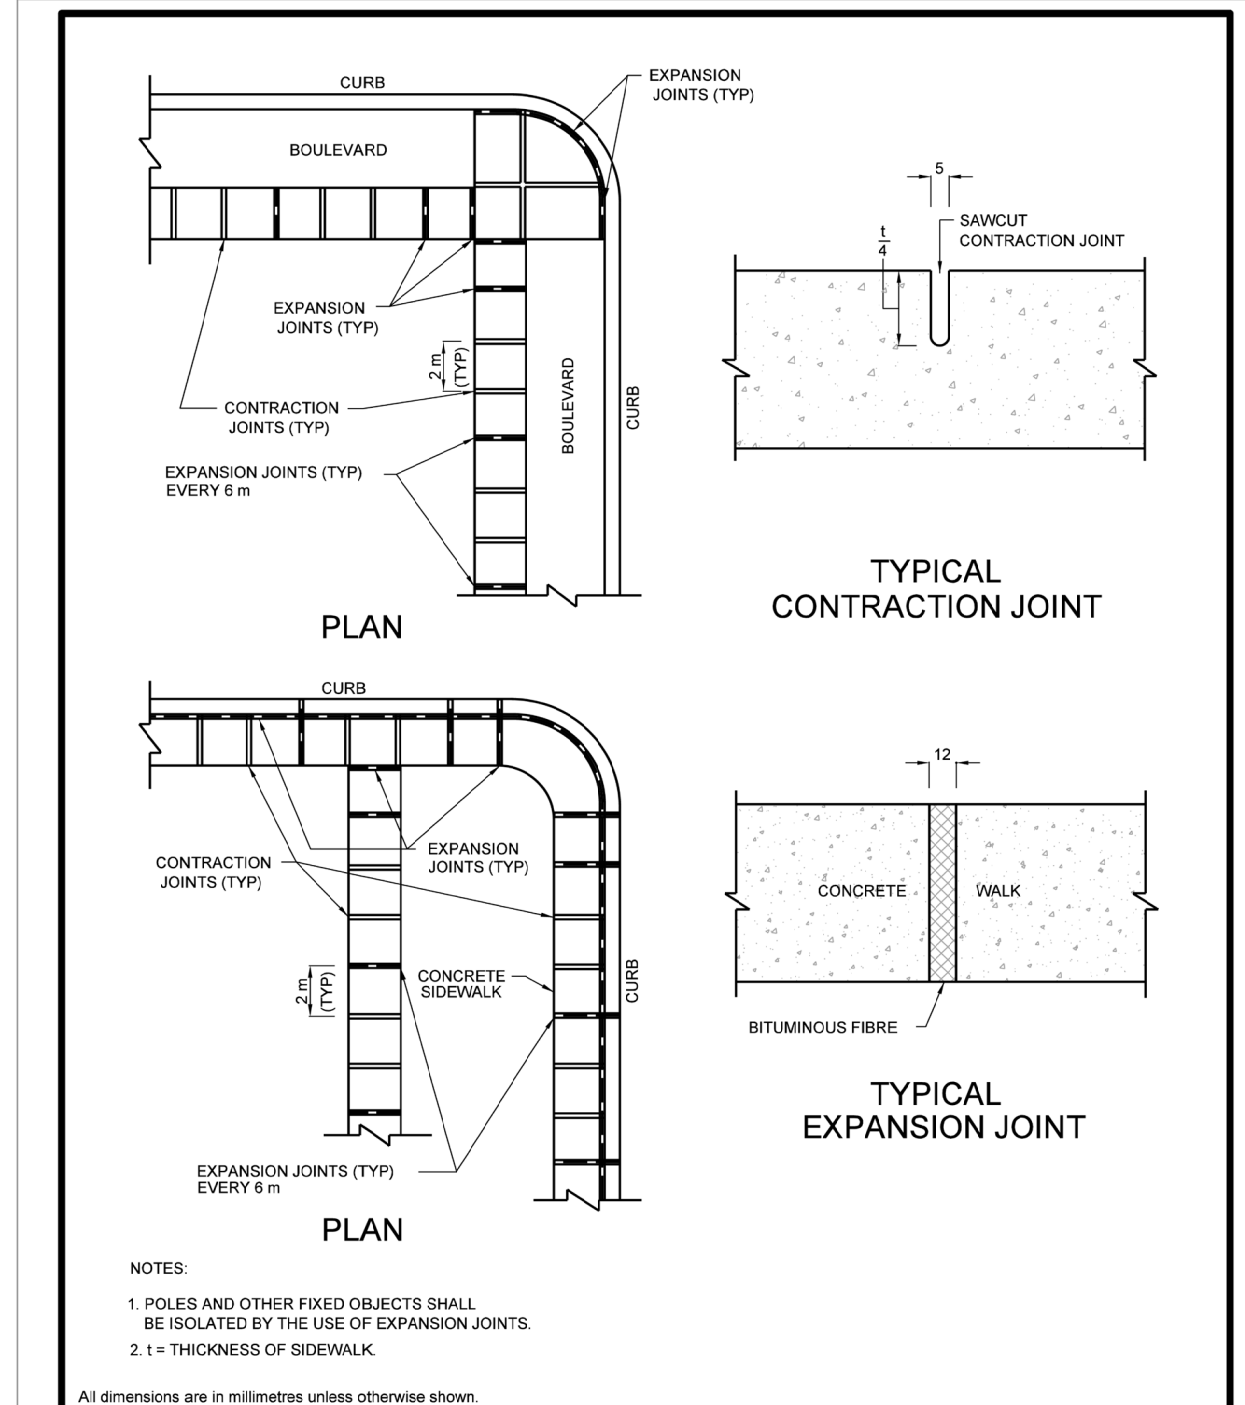 CURB
EXPANSION
JOINTS (TYP)
BOULEVARD
EXPANSION
JOINTS (TYP)
2 m
(TYP)
BOULEVARD
CURB
CONTRACTION
JOINTS (TYP)
EXPANSION JOINTS (TYP)
EVERY 6 m
PLAN
5
t
4
SAWCUT
CONTRACTION JOINT
TYPICAL
CONTRACTION JOINT
CURB
CONTRACTION
JOINTS (TYP)
EXPANSION
JOINTS (TYP)
2 m
(TYP)
CONCRETE
SIDEWALK
CURB
EXPANSION JOINTS (TYP)
EVERY 6 m
PLAN
12
CONCRETE
WALK
BITUMINOUS FIBRE
TYPICAL
EXPANSION JOINT
NOTES:
1. POLES AND OTHER FIXED OBJECTS SHALL
BE ISOLATED BY THE USE OF EXPANSION JOINTS.
2. t = THICKNESS OF SIDEWALK.
All dimensions are in millimetres unless otherwise shown.